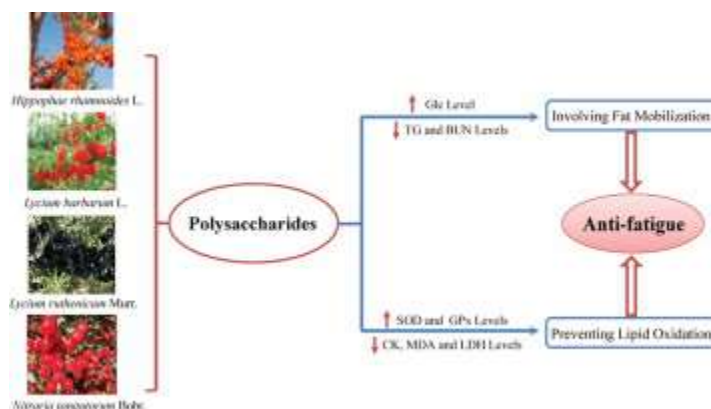 Hippophae rhamnoides L.
Lycium barbarum L.
Lycium ruthenicum Murr.
Nitraria tangutorum Bobr.
Polysaccharides
Glc Level
TG and BUN Levels
Involving Fat Mobilization
Anti-fatigue
SOD and GPx Levels
CK, MDA and LDH Levels
Preventing Lipid Oxidation